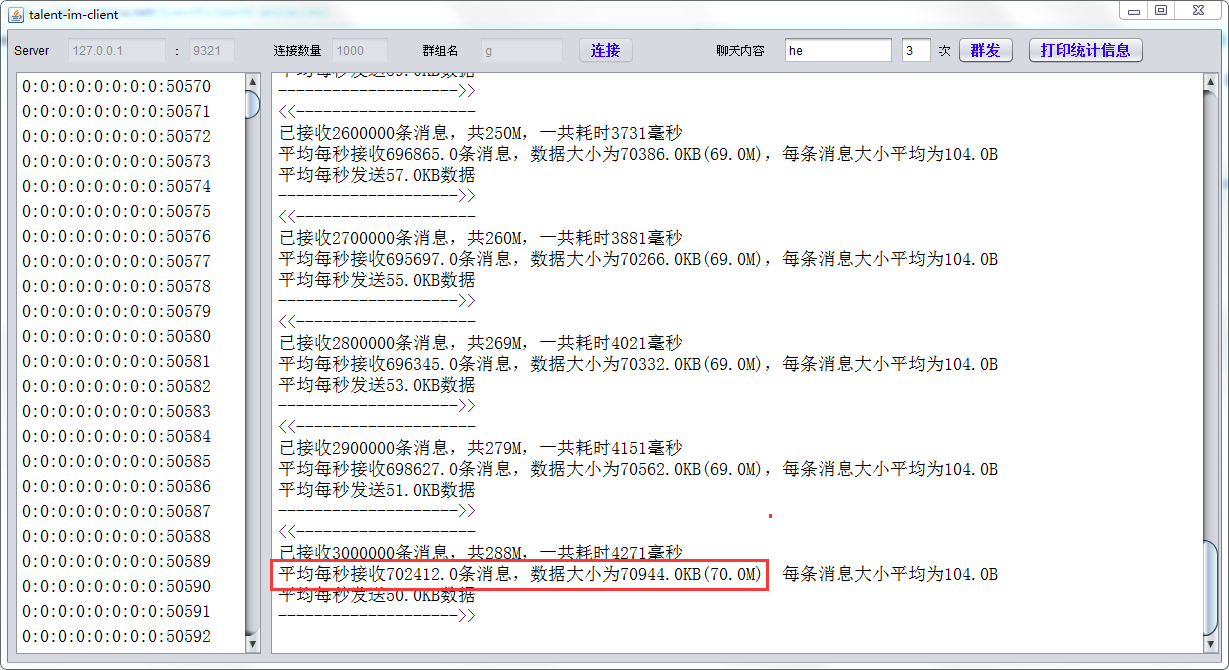 talent-im-client
Server 127.0.0.1 : 9321 连接数量 1000 群组名 g 连接 聊天内容 he 3 次 群发 打印统计信息
0:0:0:0:0:0:0:0:50570
0:0:0:0:0:0:0:0:50571
0:0:0:0:0:0:0:0:50572
0:0:0:0:0:0:0:0:50573
0:0:0:0:0:0:0:0:50574
0:0:0:0:0:0:0:0:50575
0:0:0:0:0:0:0:0:50576
0:0:0:0:0:0:0:0:50577
0:0:0:0:0:0:0:0:50578
0:0:0:0:0:0:0:0:50579
0:0:0:0:0:0:0:0:50580
0:0:0:0:0:0:0:0:50581
0:0:0:0:0:0:0:0:50582
0:0:0:0:0:0:0:0:50583
0:0:0:0:0:0:0:0:50584
0:0:0:0:0:0:0:0:50585
0:0:0:0:0:0:0:0:50586
0:0:0:0:0:0:0:0:50587
0:0:0:0:0:0:0:0:50588
0:0:0:0:0:0:0:0:50589
0:0:0:0:0:0:0:0:50590
0:0:0:0:0:0:0:0:50591
0:0:0:0:0:0:0:0:50592
平均每秒发送59.0KB数据
-------------------->>
<<--------------------
已接收2600000条消息，共250M，一共耗时3731毫秒
平均每秒接收696865.0条消息，数据大小为70386.0KB(69.0M)，每条消息大小平均为104.0B
平均每秒发送57.0KB数据
-------------------->>
<<--------------------
已接收2700000条消息，共260M，一共耗时3881毫秒
平均每秒接收695697.0条消息，数据大小为70266.0KB(69.0M)，每条消息大小平均为104.0B
平均每秒发送55.0KB数据
-------------------->>
<<--------------------
已接收2800000条消息，共269M，一共耗时4021毫秒
平均每秒接收696345.0条消息，数据大小为70332.0KB(69.0M)，每条消息大小平均为104.0B
平均每秒发送53.0KB数据
-------------------->>
<<--------------------
已接收2900000条消息，共279M，一共耗时4151毫秒
平均每秒接收698627.0条消息，数据大小为70562.0KB(69.0M)，每条消息大小平均为104.0B
平均每秒发送51.0KB数据
-------------------->>
<<--------------------
已接收3000000条消息，共288M，一共耗时4271毫秒
平均每秒接收702412.0条消息，数据大小为70944.0KB(70.0M) 每条消息大小平均为104.0B
平均每秒发送50.0KB数据
-------------------->>